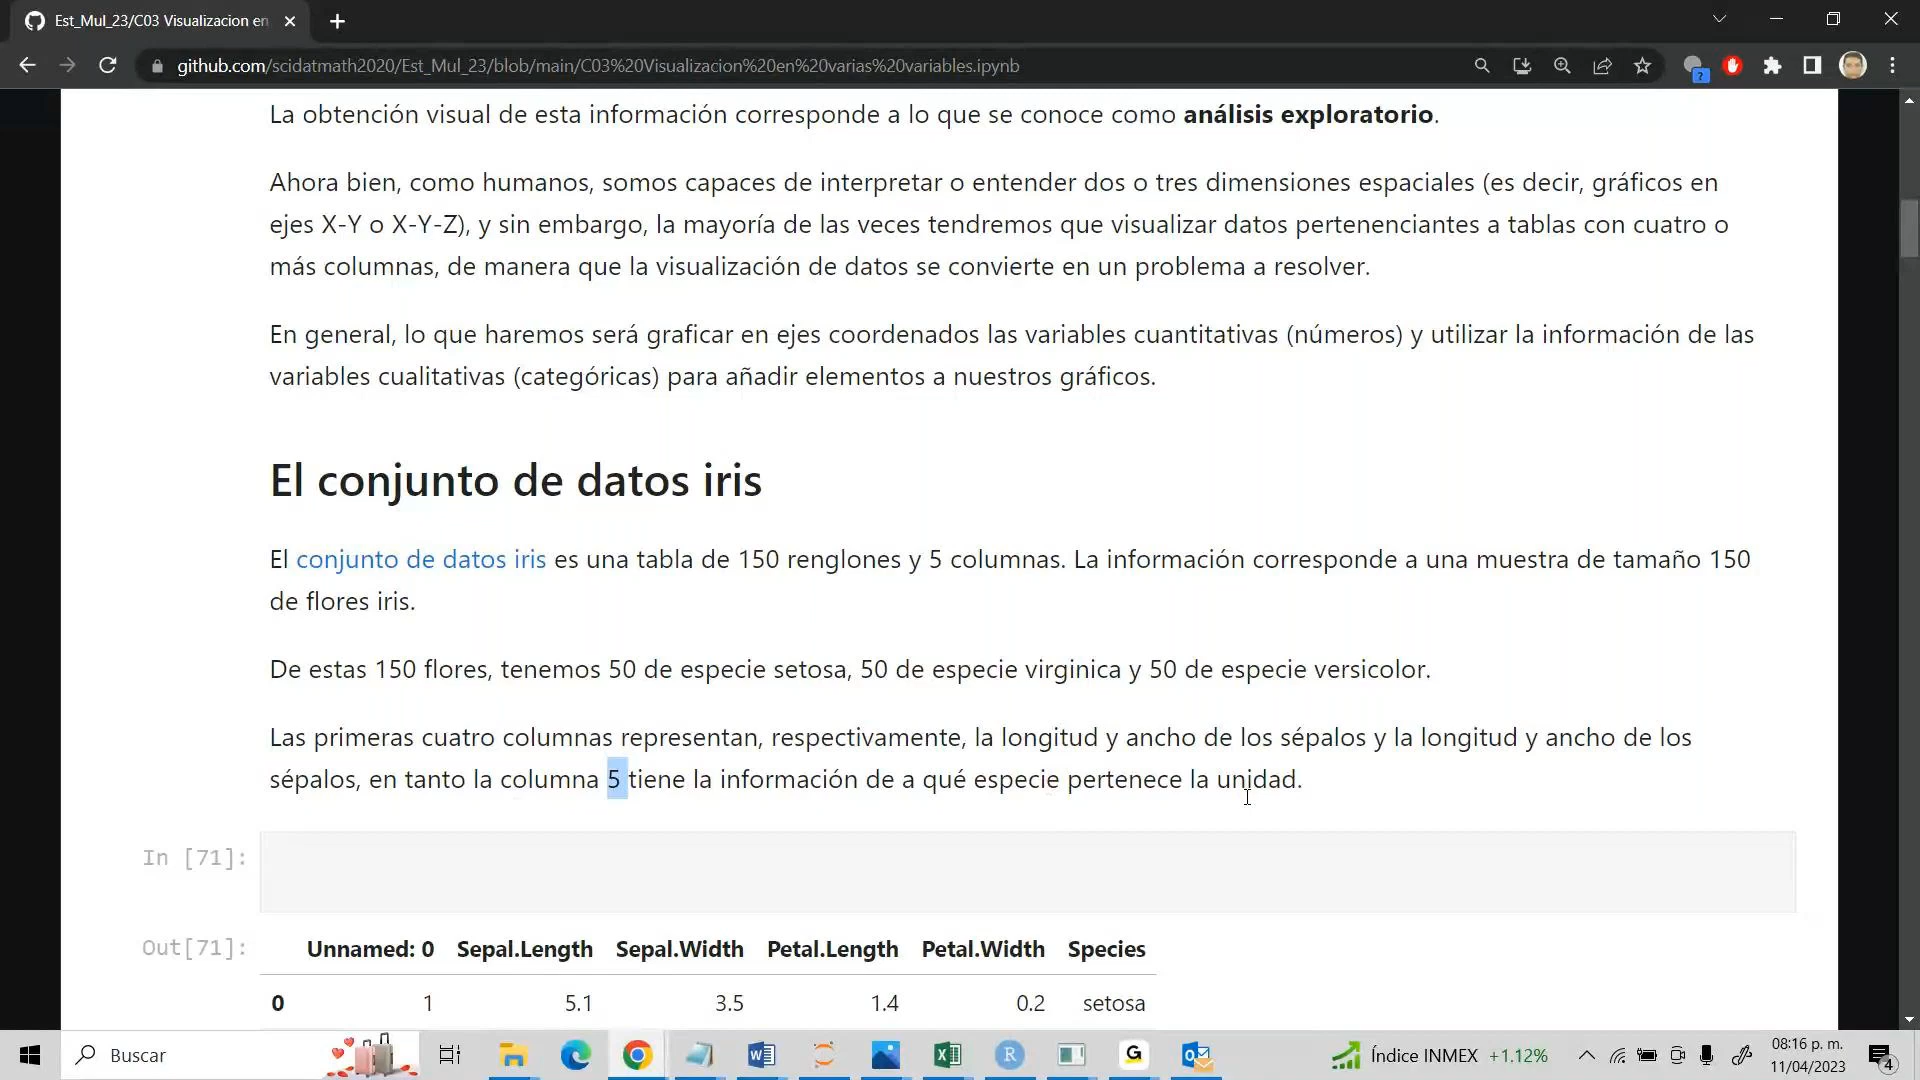 Est_Mul_23/C03 Visualizacion en
github.com/scidatmath2020/Est_Mul_23/blob/main/C03%20Visualizacion%20en%20varias%20variables.ipynb
La obtención visual de esta información corresponde a lo que se conoce como análisis exploratorio.
Ahora bien, como humanos, somos capaces de interpretar o entender dos o tres dimensiones espaciales (es decir, gráficos en
ejes X-Y o X-Y-Z), y sin embargo, la mayoría de las veces tendremos que visualizar datos pertenenciantes a tablas con cuatro o
más columnas, de manera que la visualización de datos se convierte en un problema a resolver.
En general, lo que haremos será graficar en ejes coordenados las variables cuantitativas (números) y utilizar la información de las
variables cualitativas (categóricas) para añadir elementos a nuestros gráficos.
El conjunto de datos iris
El conjunto de datos iris es una tabla de 150 renglones y 5 columnas. La información corresponde a una muestra de tamaño 150
de flores iris.
De estas 150 flores, tenemos 50 de especie setosa, 50 de especie virginica y 50 de especie versicolor.
Las primeras cuatro columnas representan, respectivamente, la longitud y ancho de los sépalos y la longitud y ancho de los
sépalos, en tanto la columna 5 tiene la información de a qué especie pertenece la unidad.
In [71]:
Out[71]: Unnamed: 0 Sepal.Length Sepal.Width Petal.Length Petal.Width Species
0 1 5.1 3.5 1.4 0.2 setosa
Buscar
Índice INMEX +1.12%
08:16 p. m.
11/04/2023
4